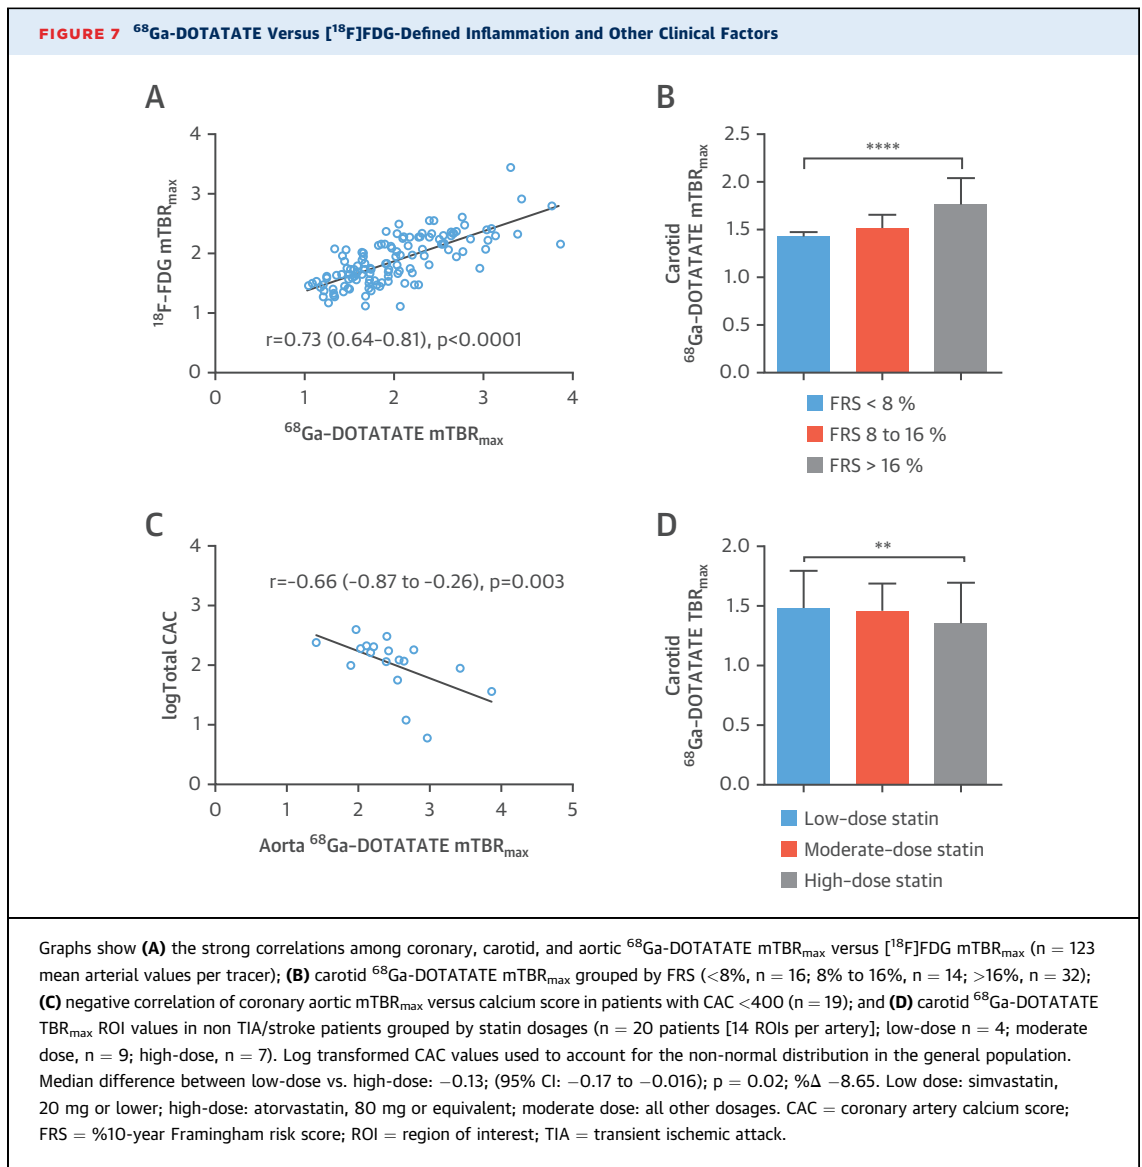 FIGURE 7 ⁶⁸Ga-DOTATATE Versus [¹⁸F]FDG-Defined Inflammation and Other Clinical Factors
A
¹⁸F-FDG mTBRmax
4
3
2
1
0
r=0.73 (0.64-0.81), p<0.0001
0 1 2 3 4
⁶⁸Ga-DOTATATE mTBRmax
B
Carotid
⁶⁸Ga-DOTATATE mTBRmax
2.5
2.0
1.5
1.0
0.5
0.0
****
FRS < 8 %
FRS 8 to 16 %
FRS > 16 %
C
logTotal CAC
4
3
2
1
0
r=-0.66 (-0.87 to -0.26), p=0.003
0 1 2 3 4 5
Aorta ⁶⁸Ga-DOTATATE mTBRmax
D
Carotid
⁶⁸Ga-DOTATATE TBRmax
2.0
1.5
1.0
0.5
0.0
**
Low-dose statin
Moderate-dose statin
High-dose statin
Graphs show (A) the strong correlations among coronary, carotid, and aortic ⁶⁸Ga-DOTATATE mTBRmax versus [¹⁸F]FDG mTBRmax (n = 123
mean arterial values per tracer); (B) carotid ⁶⁸Ga-DOTATATE mTBRmax grouped by FRS (<8%, n = 16; 8% to 16%, n = 14; >16%, n = 32);
(C) negative correlation of coronary aortic mTBRmax versus calcium score in patients with CAC <400 (n = 19); and (D) carotid ⁶⁸Ga-DOTATATE
TBRmax ROI values in non TIA/stroke patients grouped by statin dosages (n = 20 patients [14 ROIs per artery]; low-dose n = 4; moderate
dose, n = 9; high-dose, n = 7). Log transformed CAC values used to account for the non-normal distribution in the general population.
Median difference between low-dose vs. high-dose: −0.13; (95% CI: −0.17 to −0.016); p = 0.02; %Δ −8.65. Low dose: simvastatin,
20 mg or lower; high-dose: atorvastatin, 80 mg or equivalent; moderate dose: all other dosages. CAC = coronary artery calcium score;
FRS = %10-year Framingham risk score; ROI = region of interest; TIA = transient ischemic attack.